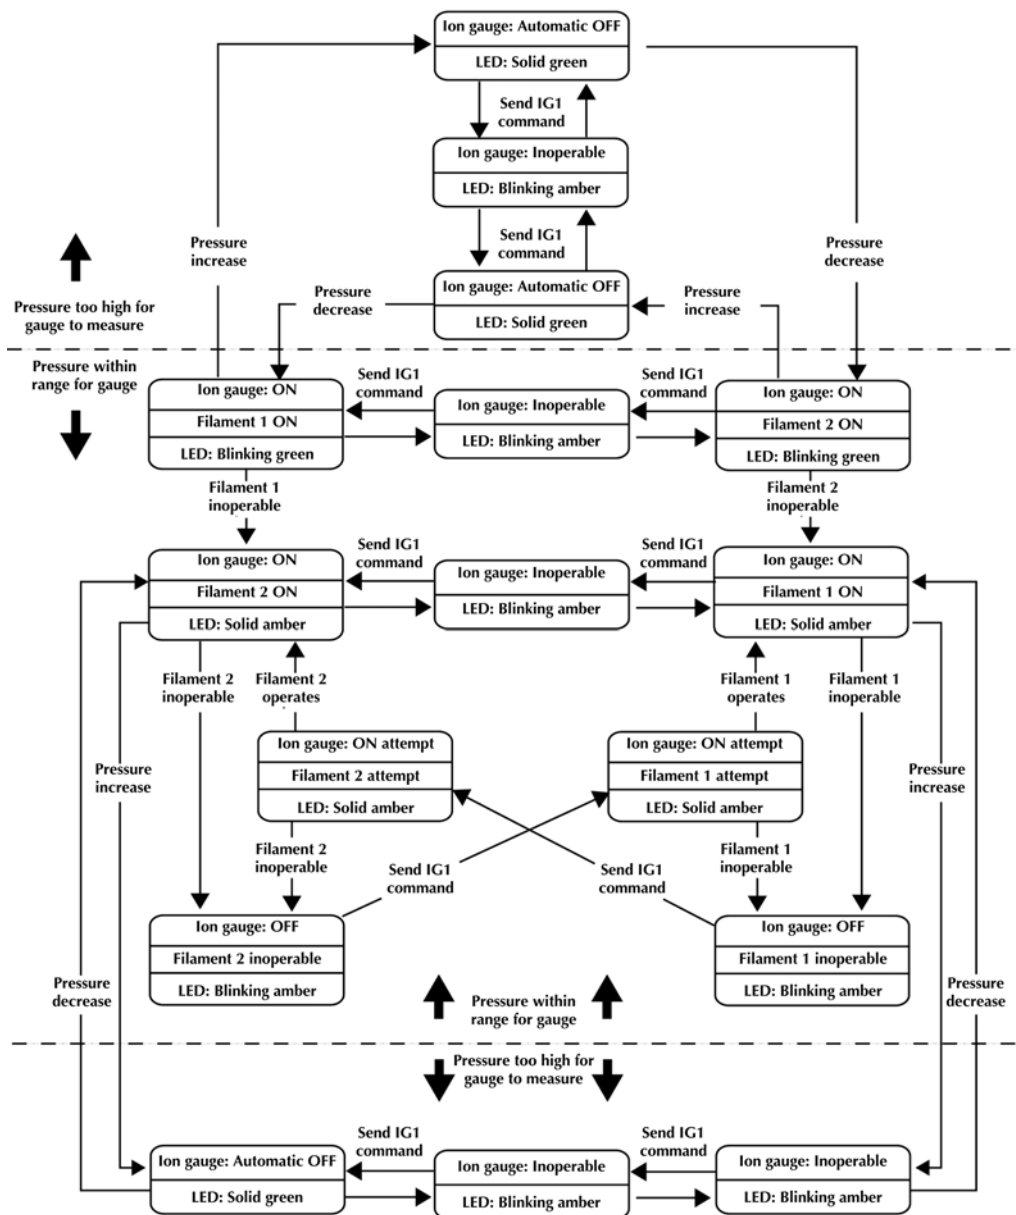 Ion gauge: Automatic OFF
LED: Solid green
Send IG1
command
Ion gauge: Inoperable
LED: Blinking amber
Send IG1
command
Pressure
increase
Pressure
decrease
Ion gauge: Automatic OFF
LED: Solid green
Pressure
decrease
Pressure
increase
Pressure too high for
gauge to measure
Pressure within
range for gauge
Ion gauge: ON
Filament 1 ON
LED: Blinking green
Send IG1
command
Ion gauge: Inoperable
LED: Blinking amber
Send IG1
command
Ion gauge: ON
Filament 2 ON
LED: Blinking green
Filament 1
inoperable
Filament 2
inoperable
Ion gauge: ON
Filament 2 ON
LED: Solid amber
Send IG1
command
Ion gauge: Inoperable
LED: Blinking amber
Send IG1
command
Ion gauge: ON
Filament 1 ON
LED: Solid amber
Filament 2
inoperable
Filament 2
operates
Filament 1
operates
Filament 1
inoperable
Ion gauge: ON attempt
Filament 2 attempt
LED: Solid amber
Ion gauge: ON attempt
Filament 1 attempt
LED: Solid amber
Pressure
increase
Pressure
increase
Filament 2
inoperable
Send IG1
command
Send IG1
command
Filament 1
inoperable
Ion gauge: OFF
Filament 2 inoperable
LED: Blinking amber
Ion gauge: OFF
Filament 1 inoperable
LED: Blinking amber
Pressure
decrease
Pressure within
range for gauge
Pressure
decrease
Pressure too high for
gauge to measure
Ion gauge: Automatic OFF
LED: Solid green
Send IG1
command
Ion gauge: Inoperable
LED: Blinking amber
Send IG1
command
Ion gauge: Inoperable
LED: Blinking amber